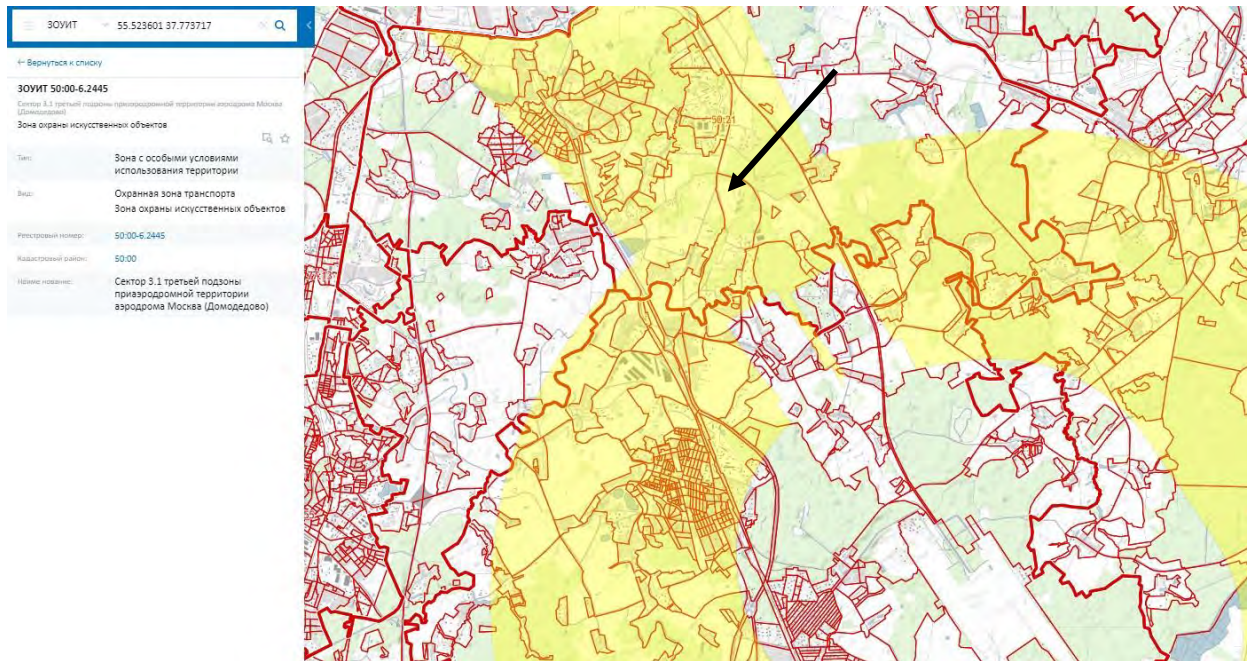 ЗОУИТ 55.523601 37.773717
← Вернуться к списку
ЗОУИТ 50:00-6.2445
Сектор 3.1 третьей подзоны приаэродромной территории аэродрома Москва
(Домодедово)
Зона охраны искусственных объектов
Тип: Зона с особыми условиями
использования территории
Вид: Охранная зона транспорта
Зона охраны искусственных объектов
Реестровый номер: 50:00-6.2445
Кадастровый район: 50:00
Наименование: Сектор 3.1 третьей подзоны
приаэродромной территории
аэродрома Москва (Домодедово)
50:21